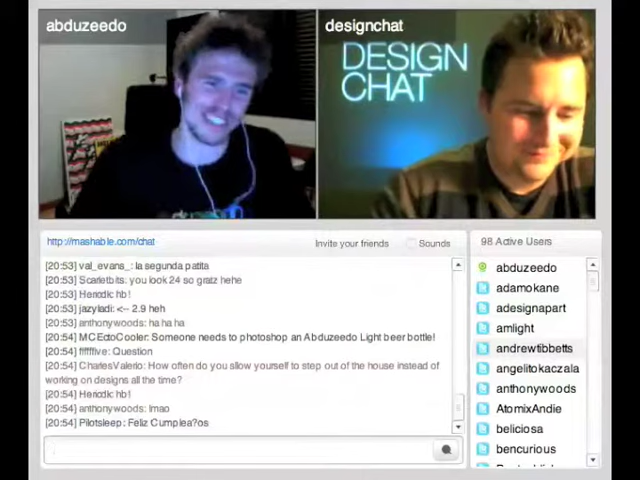 abduzeedo
designchat
DESIGN
CHAT
http://mashable.com/chat
Invite your friends
Sounds
98 Active Users
[20:53] val_evans_: la segunda patita
[20:53] Scarletbits: you look 24 so gratz hehe
[20:53] hb!
[20:53] jazyladi: <-- 2.9 heh
[20:53] anthonywoods: ha ha ha
[20:54] MCEctoCooler: Someone needs to photoshop an Abduzeedo Light beer bottle!
[20:54] Question
[20:54] CharlesValerio: How often do you allow yourself to step out of the house instead of
working on designs all the time?
[20:54] hb!
[20:54] anthonywoods: lmao
[20:54] Pilotsleep: Feliz Cumplea?os
abduzeedo
adamokane
adesignapart
amlight
andrewtibbetts
angelitokaczala
anthonywoods
AtomixAndie
beliciosa
bencurious